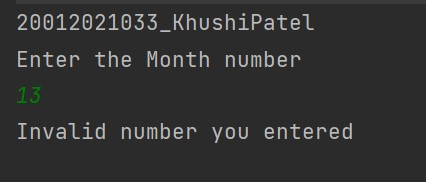 20012021033_KhushiPatel
Enter the Month number
13
Invalid number you entered